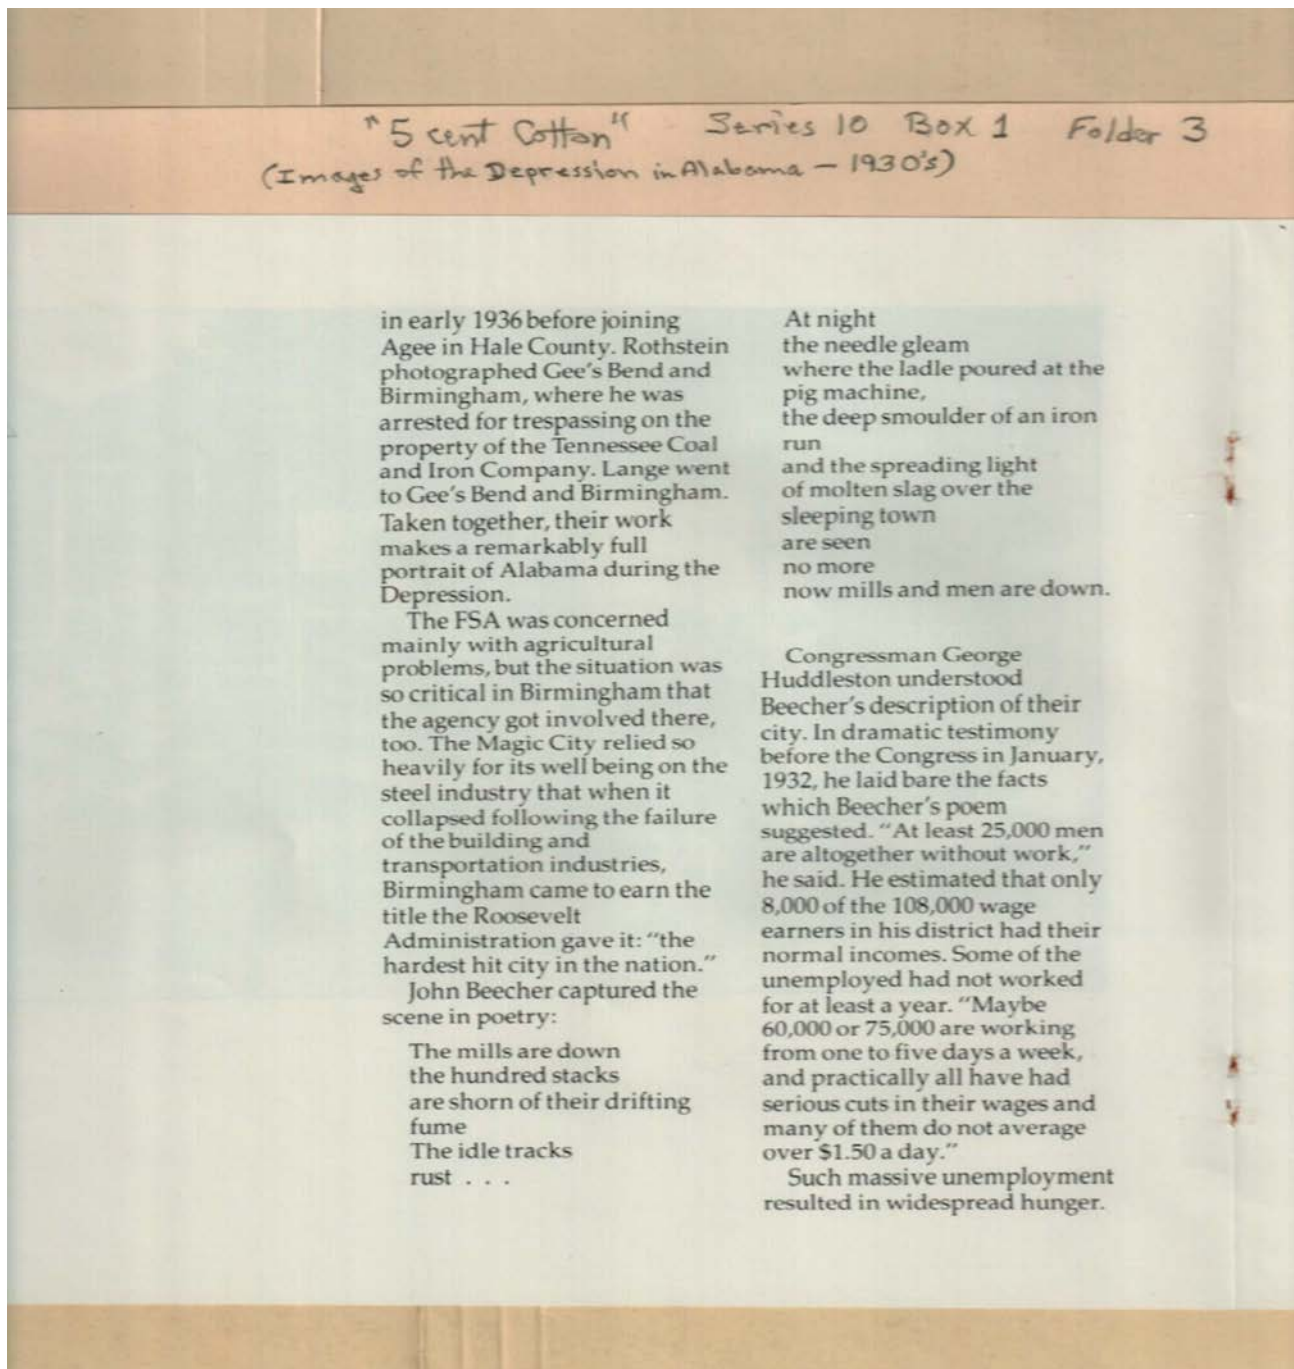 "5 cent Cotton" Series 10 Box 1 Folder 3
(Images of the Depression in Alabama – 1930's)
in early 1936 before joining
Agee in Hale County. Rothstein
photographed Gee's Bend and
Birmingham, where he was
arrested for trespassing on the
property of the Tennessee Coal
and Iron Company. Lange went
to Gee's Bend and Birmingham.
Taken together, their work
makes a remarkably full
portrait of Alabama during the
Depression.
The FSA was concerned
mainly with agricultural
problems, but the situation was
so critical in Birmingham that
the agency got involved there,
too. The Magic City relied so
heavily for its well being on the
steel industry that when it
collapsed following the failure
of the building and
transportation industries,
Birmingham came to earn the
title the Roosevelt
Administration gave it: "the
hardest hit city in the nation."
John Beecher captured the
scene in poetry:
The mills are down
the hundred stacks
are shorn of their drifting
fume
The idle tracks
rust . . .
At night
the needle gleam
where the ladle poured at the
pig machine,
the deep smoulder of an iron
run
and the spreading light
of molten slag over the
sleeping town
are seen
no more
now mills and men are down.
Congressman George
Huddleston understood
Beecher's description of their
city. In dramatic testimony
before the Congress in January,
1932, he laid bare the facts
which Beecher's poem
suggested. "At least 25,000 men
are altogether without work,"
he said. He estimated that only
8,000 of the 108,000 wage
earners in his district had their
normal incomes. Some of the
unemployed had not worked
for at least a year. "Maybe
60,000 or 75,000 are working
from one to five days a week,
and practically all have had
serious cuts in their wages and
many of them do not average
over $1.50 a day."
Such massive unemployment
resulted in widespread hunger.